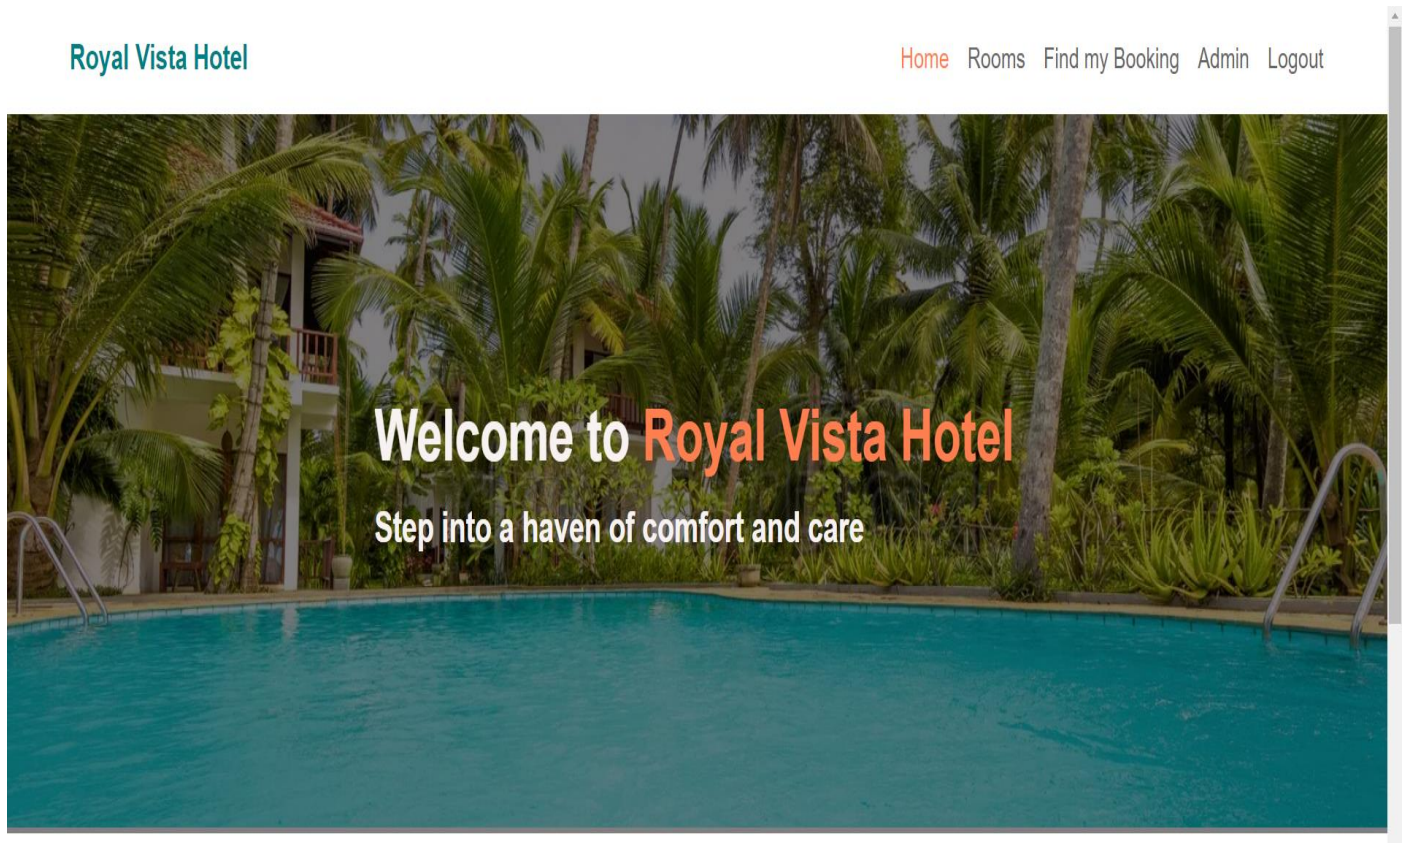 Royal Vista Hotel
Home Rooms Find my Booking Admin Logout
Welcome to Royal Vista Hotel
Step into a haven of comfort and care